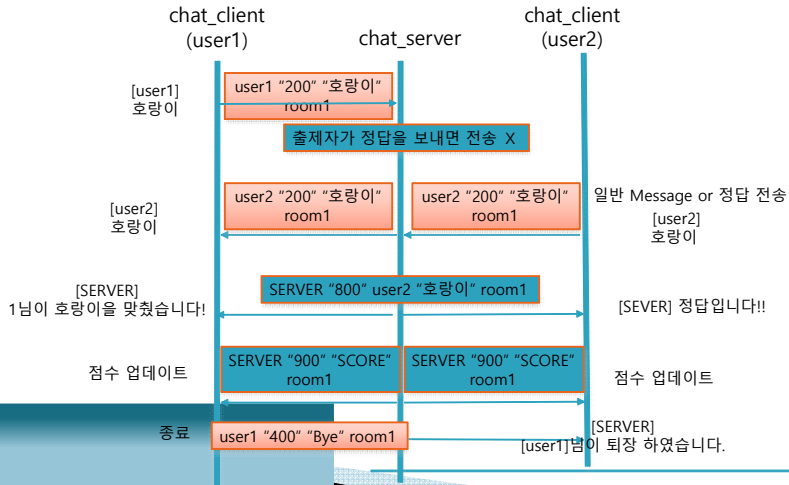 chat_client
(user1)
chat_server
chat_client
(user2)
[user1]
호랑이
user1 “200” “호랑이”
room1
출제자가 정답을 보내면 전송 X
[user2]
호랑이
user2 “200” “호랑이”
room1
user2 “200” “호랑이”
room1
일반 Message or 정답 전송
[user2]
호랑이
[SERVER]
1님이 호랑이을 맞췄습니다!
SERVER “800” user2 “호랑이” room1
[SEVER] 정답입니다!!
점수 업데이트
SERVER “900” “SCORE”
room1
SERVER “900” “SCORE”
room1
점수 업데이트
종료
user1 “400” “Bye” room1
[SERVER]
[user1]님이 퇴장 하였습니다.